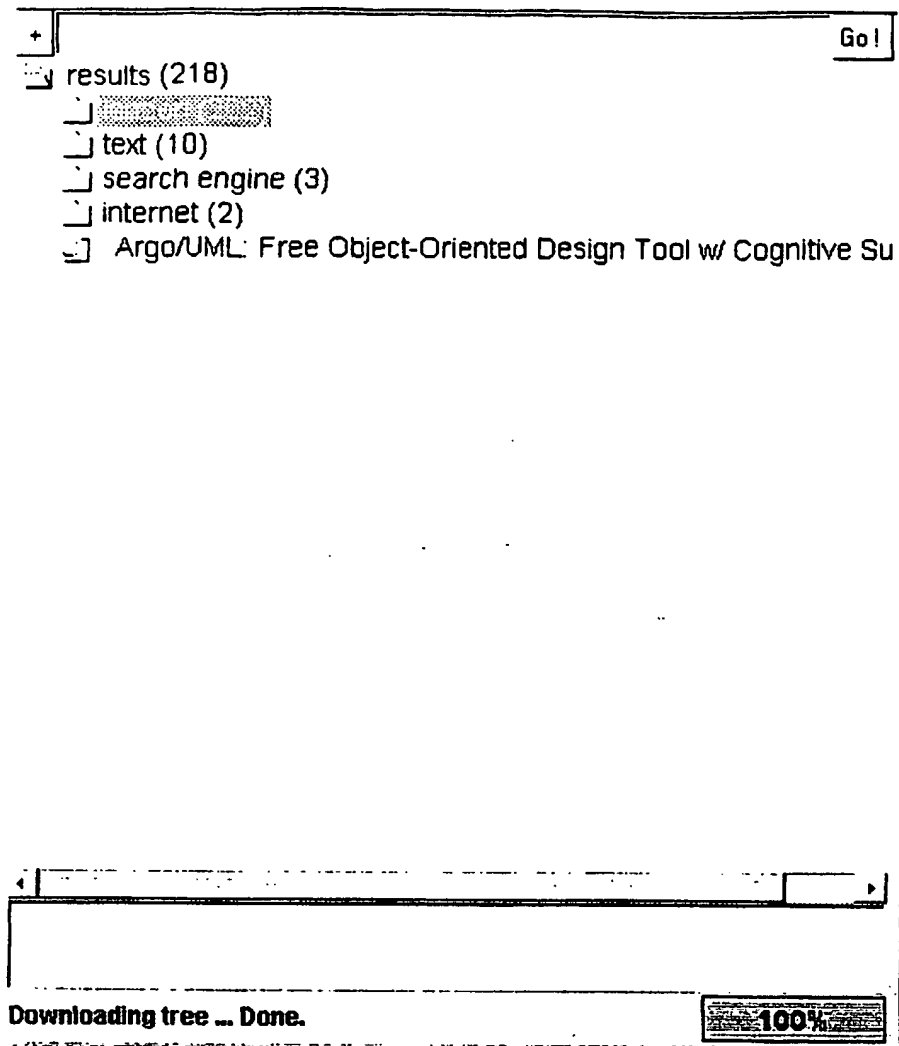 + Go!
results (218)
text (10)
search engine (3)
internet (2)
Argo/UML: Free Object-Oriented Design Tool w/ Cognitive Su
Downloading tree ... Done.
100%